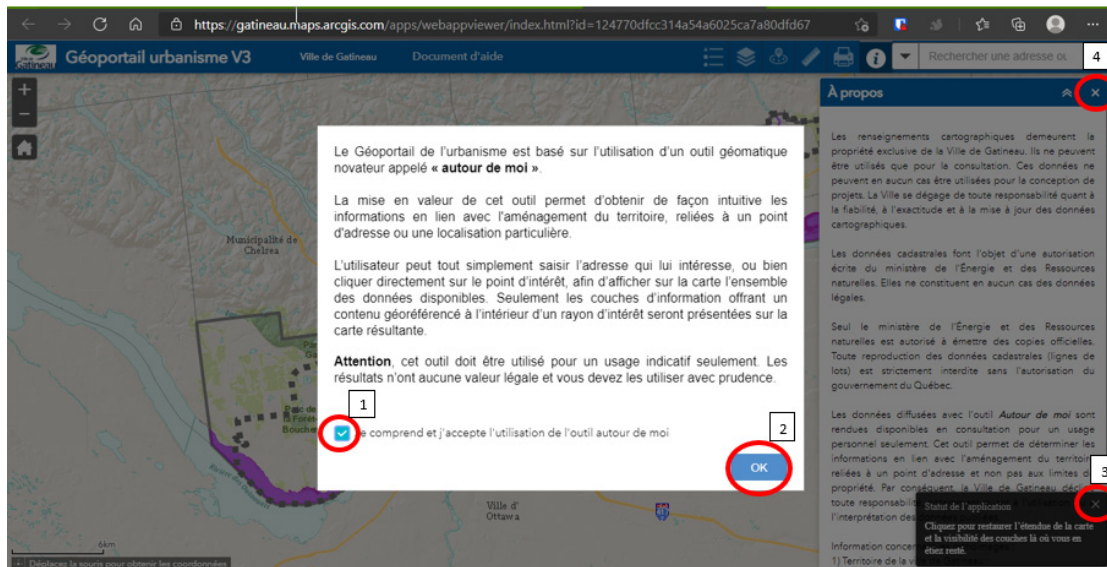 https://gatineau.maps.arcgis.com/apps/webappviewer/index.html?id=124770dfcc314a54a6025ca7a80dfd67
Gatineau
Géoportail urbanisme V3
Ville de Gatineau
Document d'aide
Rechercher une adresse ou
4
À propos
Les renseignements cartographiques demeurent la
propriété exclusive de la Ville de Gatineau. Ils ne peuvent
être utilisés que pour la consultation. Ces données ne
peuvent en aucun cas être utilisées pour la conception de
projets. La Ville se dégage de toute responsabilité quant à
la fiabilité, à l'exactitude et à la mise à jour des données
cartographiques.
Les données cadastrales font l'objet d'une autorisation
écrite du ministère de l'Énergie et des Ressources
naturelles. Elles ne constituent en aucun cas des données
légales.
Seul le ministère de l'Énergie et des Ressources
naturelles est autorisé à émettre des copies officielles.
Toute reproduction des données cadastrales (lignes de
lots) est strictement interdite sans l'autorisation du
gouvernement du Québec.
Les données diffusées avec l'outil Autour de moi sont
rendues disponibles en consultation pour un usage
personnel seulement. Cet outil permet de déterminer les
informations en lien avec l'aménagement du territoire
reliées à un point d'adresse et non pas aux limites d
propriété. Par conséquent, la Ville de Gatineau décli
toute responsabil
l'interprétation des
Information concer
1) Territoire de la v
Le Géoportail de l'urbanisme est basé sur l'utilisation d'un outil géomatique
novateur appelé « autour de moi ».
La mise en valeur de cet outil permet d'obtenir de façon intuitive les
informations en lien avec l'aménagement du territoire, reliées à un point
d'adresse ou une localisation particulière.
L'utilisateur peut tout simplement saisir l'adresse qui lui intéresse, ou bien
cliquer directement sur le point d'intérêt, afin d'afficher sur la carte l'ensemble
des données disponibles. Seulement les couches d'information offrant un
contenu géoréférencé à l'intérieur d'un rayon d'intérêt seront présentées sur la
carte résultante.
Attention, cet outil doit être utilisé pour un usage indicatif seulement. Les
résultats n'ont aucune valeur légale et vous devez les utiliser avec prudence.
1
e comprend et j'accepte l'utilisation de l'outil autour de moi
2
OK
3
Statut de l'application
Cliquez pour restaurer l'étendue de la carte
et la visibilité des couches là où vous en
étiez resté.
Municipalité de
Chelsea
Parc de
la Forêt-
Boucher
Ville d'
Ottawa
6km
Déplacez la souris pour obtenir les coordonnées